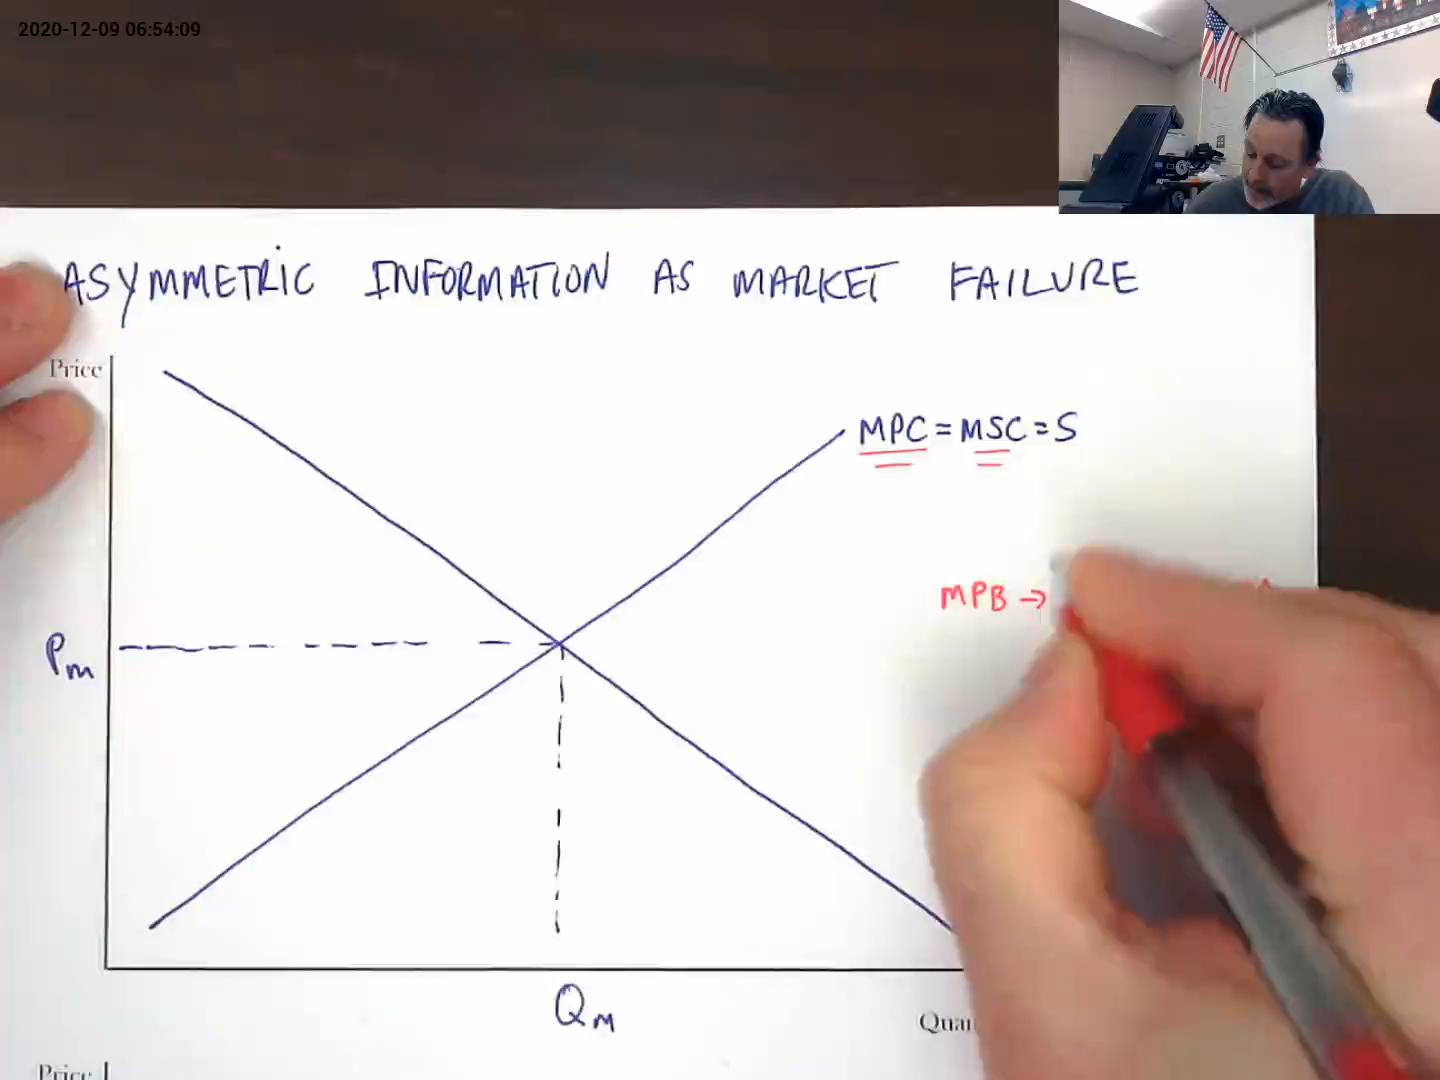 2020-12-09 06:54:09
ASYMMETRIC INFORMATION AS MARKET FAILURE
Price
MPC = MSC = S
MPB →
Pm
QM
Price